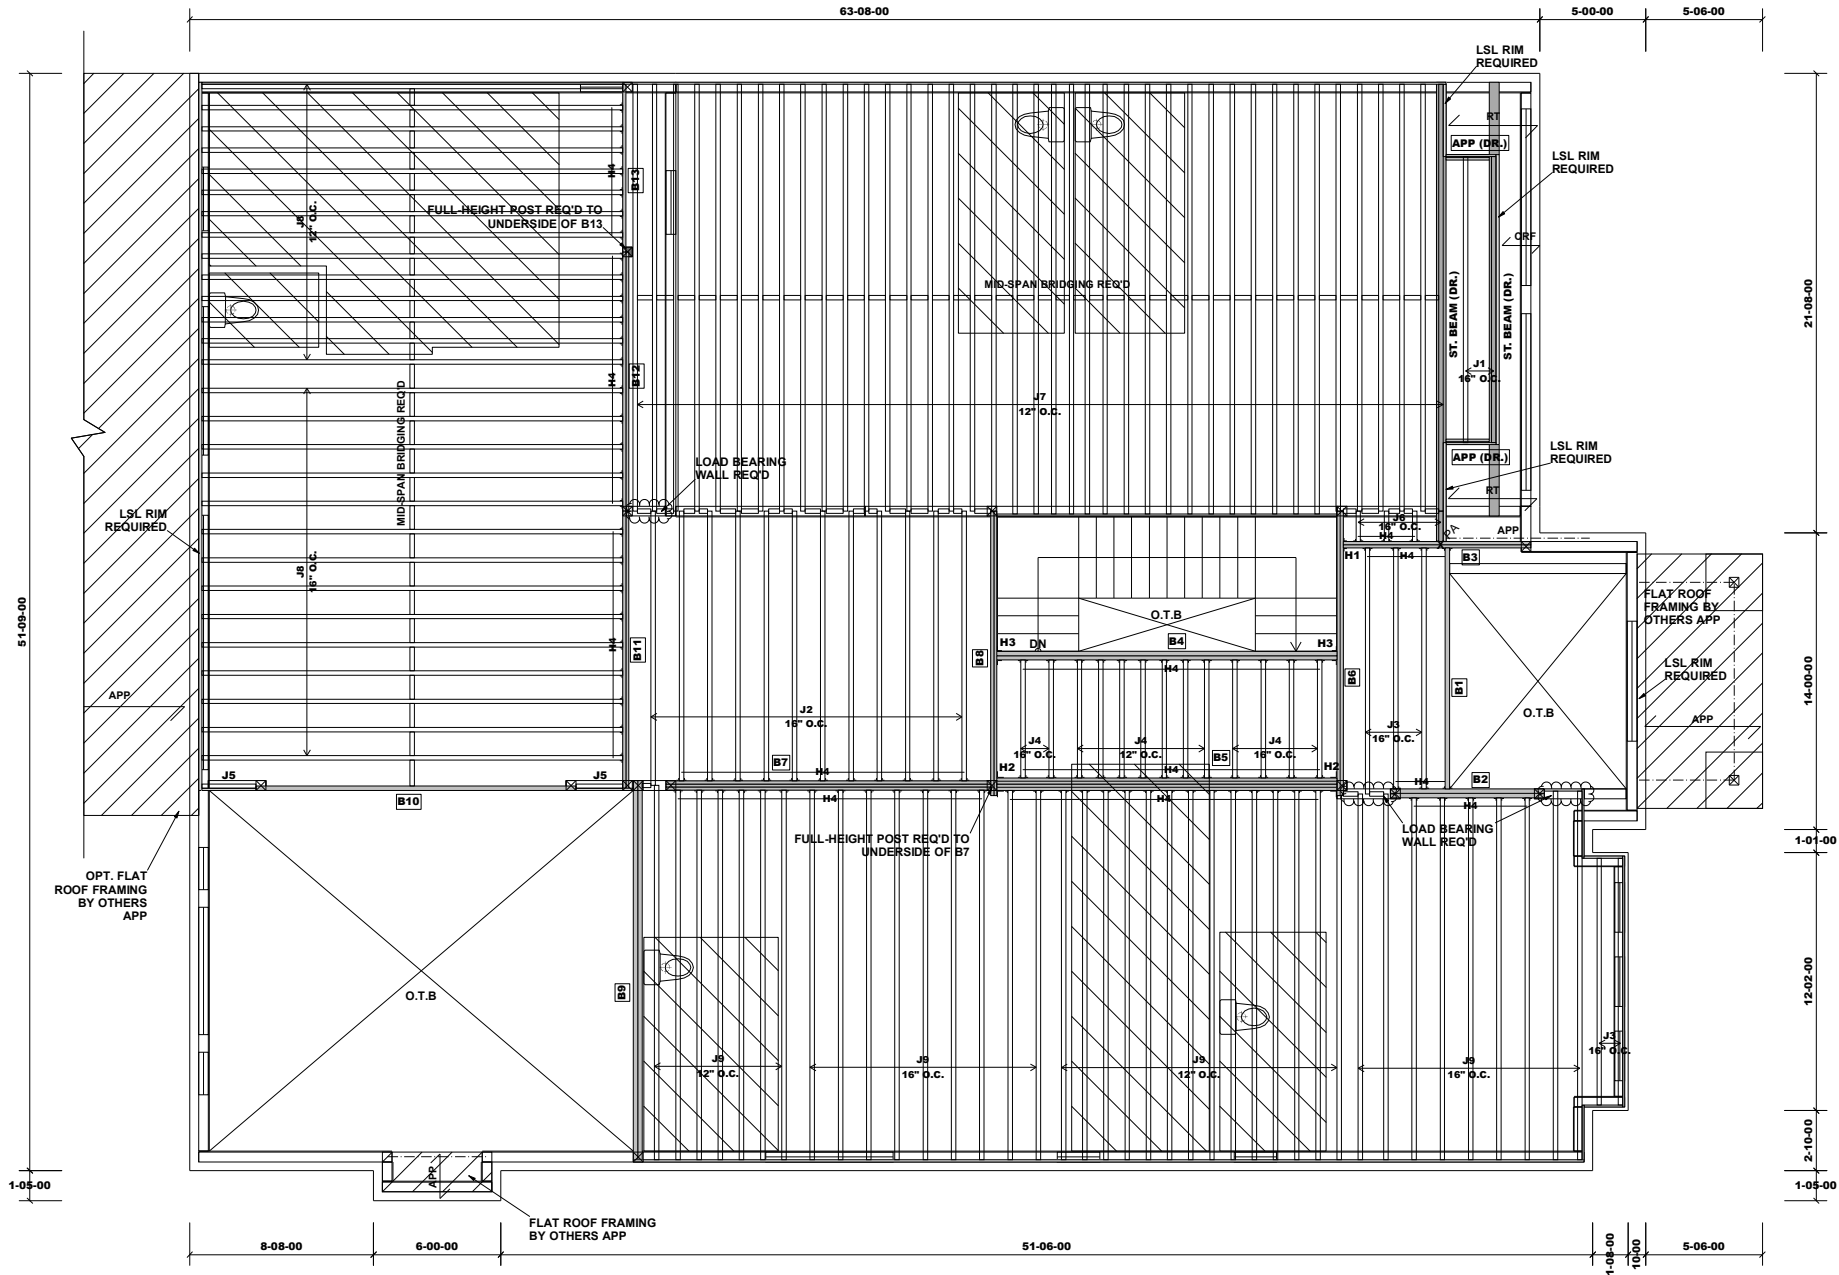 63-08-00
5-00-00
5-06-00
LSL RIM
REQUIRED
RT
APP (DR.)
LSL RIM
REQUIRED
H4
B13
J8
12" O.C.
FULL-HEIGHT POST REQ'D TO
UNDERSIDE OF B13
CRF
MID-SPAN BRIDGING REQ'D
ST. BEAM (DR.)
ST. BEAM (DR.)
21-08-00
J1
16" O.C.
H4
B12
MID-SPAN BRIDGING REQ'D
J7
12" O.C.
LSL RIM
REQUIRED
APP (DR.)
LOAD BEARING
WALL REQ'D
RT
LSL RIM
REQUIRED
J6
16" O.C.
H4
APP
H1
H4
B3
J8
16" O.C.
51-09-00
FLAT ROOF
FRAMING BY
OTHERS APP
O.T.B
H3
DN
B4
H3
H4
H4
B11
B8
B6
B1
LSL RIM
REQUIRED
14-00-00
APP
J2
16" O.C.
O.T.B
APP
J3
16" O.C.
J4
16" O.C.
J4
12" O.C.
B5
J4
16" O.C.
B7
H4
H2
H4
H2
H4
B2
J5
J5
B10
H4
H4
H4
LOAD BEARING
WALL REQ'D
FULL-HEIGHT POST REQ'D TO
UNDERSIDE OF B7
1-01-00
OPT. FLAT
ROOF FRAMING
BY OTHERS
APP
O.T.B
B9
12-02-00
J9
12" O.C.
J9
16" O.C.
J9
12" O.C.
J9
16" O.C.
J3
16" O.C.
2-10-00
APP
1-05-00
1-05-00
FLAT ROOF FRAMING
BY OTHERS APP
8-08-00
6-00-00
51-06-00
1-08-00
10-00
5-06-00